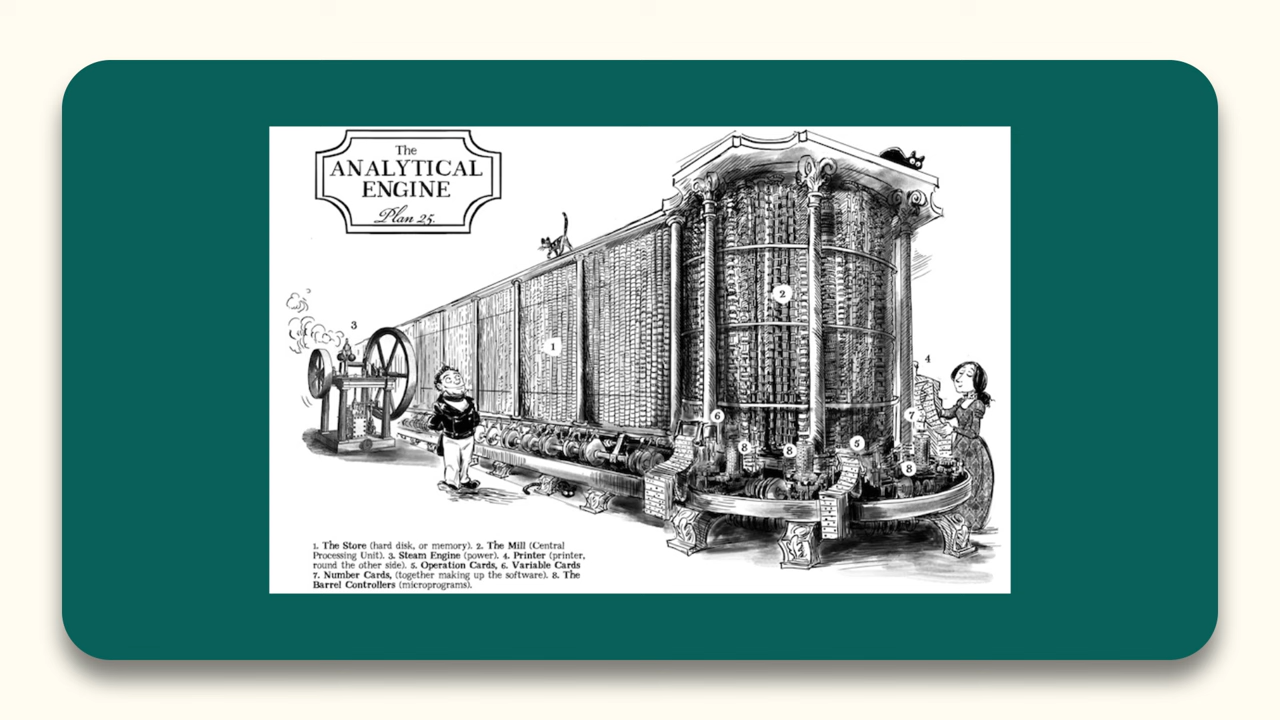 The
ANALYTICAL
ENGINE
Plan 25.
3
1
2
4
6
7
8
8
5
8
1. The Store (hard disk, or memory). 2. The Mill (Central
Processing Unit). 3. Steam Engine (power). 4. Printer (printer,
round the other side). 5. Operation Cards, 6. Variable Cards
7. Number Cards, (together making up the software). 8. The
Barrel Controllers (microprograms).